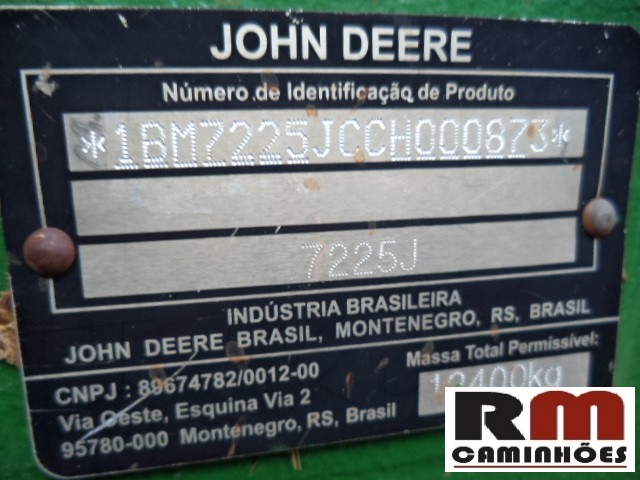 JOHN DEERE
Número de Identificação de Produto
*1BM7225JCCH000873*
7225J
INDÚSTRIA BRASILEIRA
JOHN DEERE BRASIL, MONTENEGRO, RS, BRASIL
CNPJ : 89674782/0012-00
Via Oeste, Esquina Via 2
95780-000 Montenegro, RS, Brasil
Massa Total Permissível:
12400kg
RM
CAMINHÕES